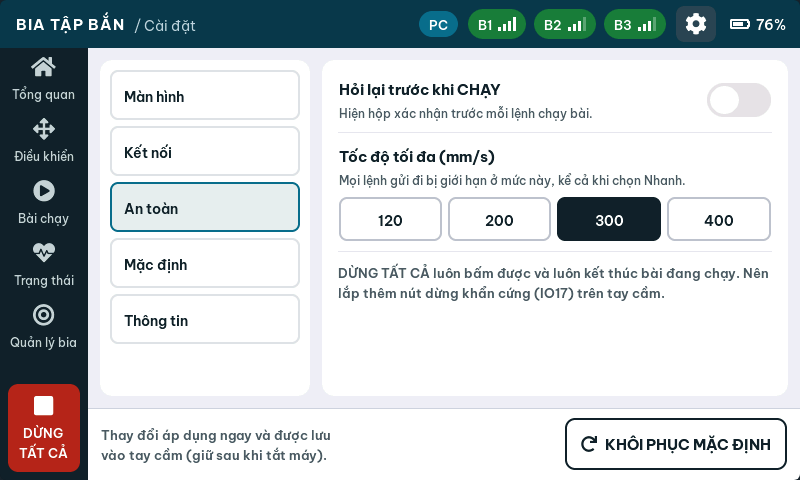 BIA TẬP BẮN / Cài đặt
PC
B1
B2
B3
76%
Tổng quan
Điều khiển
Bài chạy
Trạng thái
Quản lý bia
DỪNG
TẤT CẢ
Màn hình
Kết nối
An toàn
Mặc định
Thông tin
Hỏi lại trước khi CHẠY
Hiện hộp xác nhận trước mỗi lệnh chạy bài.
Tốc độ tối đa (mm/s)
Mọi lệnh gửi đi bị giới hạn ở mức này, kể cả khi chọn Nhanh.
120
200
300
400
DỪNG TẤT CẢ luôn bấm được và luôn kết thúc bài đang chạy. Nên
lắp thêm nút dừng khẩn cứng (IO17) trên tay cầm.
Thay đổi áp dụng ngay và được lưu
vào tay cầm (giữ sau khi tắt máy).
KHÔI PHỤC MẶC ĐỊNH